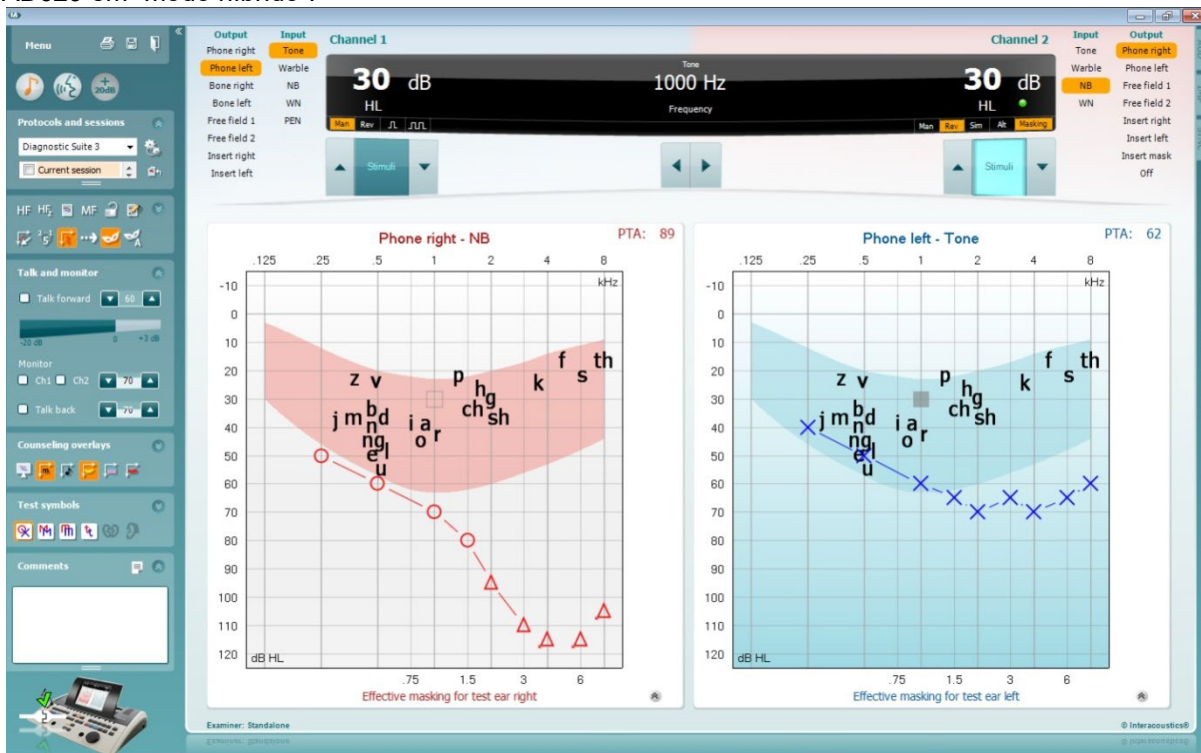 Menu
+ 20dB
Protocols and sessions
Diagnostic Suite 3
Current session
HF HF2 MF
Talk and monitor
Talk forward 60
-20 dB 0 +3 dB
Monitor
Ch1 Ch2 70
Talk back 70
Counseling overlays
Test symbols
Comments
Output
Phone right
Phone left
Bone right
Bone left
Free field 1
Free field 2
Insert right
Insert left
Input
Tone
Warble
NB
WN
PEN
Channel 1
30 dB
HL
Man Rev
Stimuli
Tone
1000 Hz
Frequency
Channel 2
30 dB
HL
Man Rev Sim Alt Masking
Stimuli
Input
Tone
Warble
NB
WN
Output
Phone right
Phone left
Free field 1
Free field 2
Insert right
Insert left
Insert mask
Off
Phone right - NB
PTA: 89
.125 .25 .5 1 2 4 8
kHz
-10
0
10
20
30
40
50
60
70
80
90
100
110
120
dB HL
z v p f th
k s
h g
ch sh
j m b d
n
ng
e l
u
i a
o r
.75 1.5 3 6
Effective masking for test ear right
Phone left - Tone
PTA: 62
.125 .25 .5 1 2 4 8
kHz
-10
0
10
20
30
40
50
60
70
80
90
100
110
120
dB HL
z v p f th
k s
h g
ch sh
j m b d
n
ng
e l
u
i a
o r
.75 1.5 3 6
Effective masking for test ear left
Examiner: Standalone
© Interacoustics®